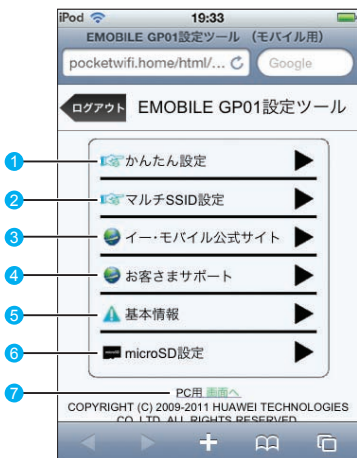 iPod 19:33
EMOBILE GP01設定ツール （モバイル用）
pocketwifi.home/html/... Google
ログアウト EMOBILE GP01設定ツール
1 かんたん設定
2 マルチSSID設定
3 イー・モバイル公式サイト
4 お客さまサポート
5 基本情報
6 microSD設定
7 PC用 画面へ
COPYRIGHT (C) 2009-2011 HUAWEI TECHNOLOGIES
CO.,LTD. ALL RIGHTS RESERVED